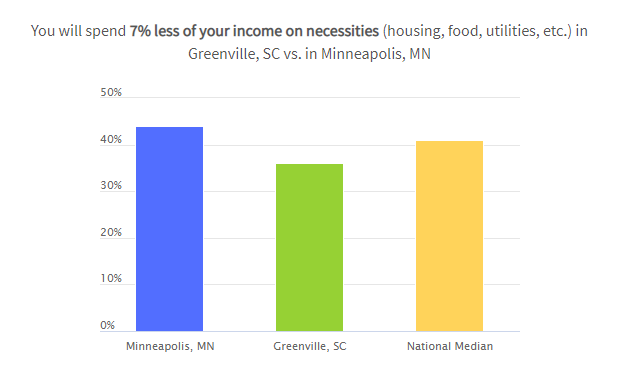 You will spend 7% less of your income on necessities (housing, food, utilities, etc.) in
Greenville, SC vs. in Minneapolis, MN
50%
40%
30%
20%
10%
0%
Minneapolis, MN
Greenville, SC
National Median